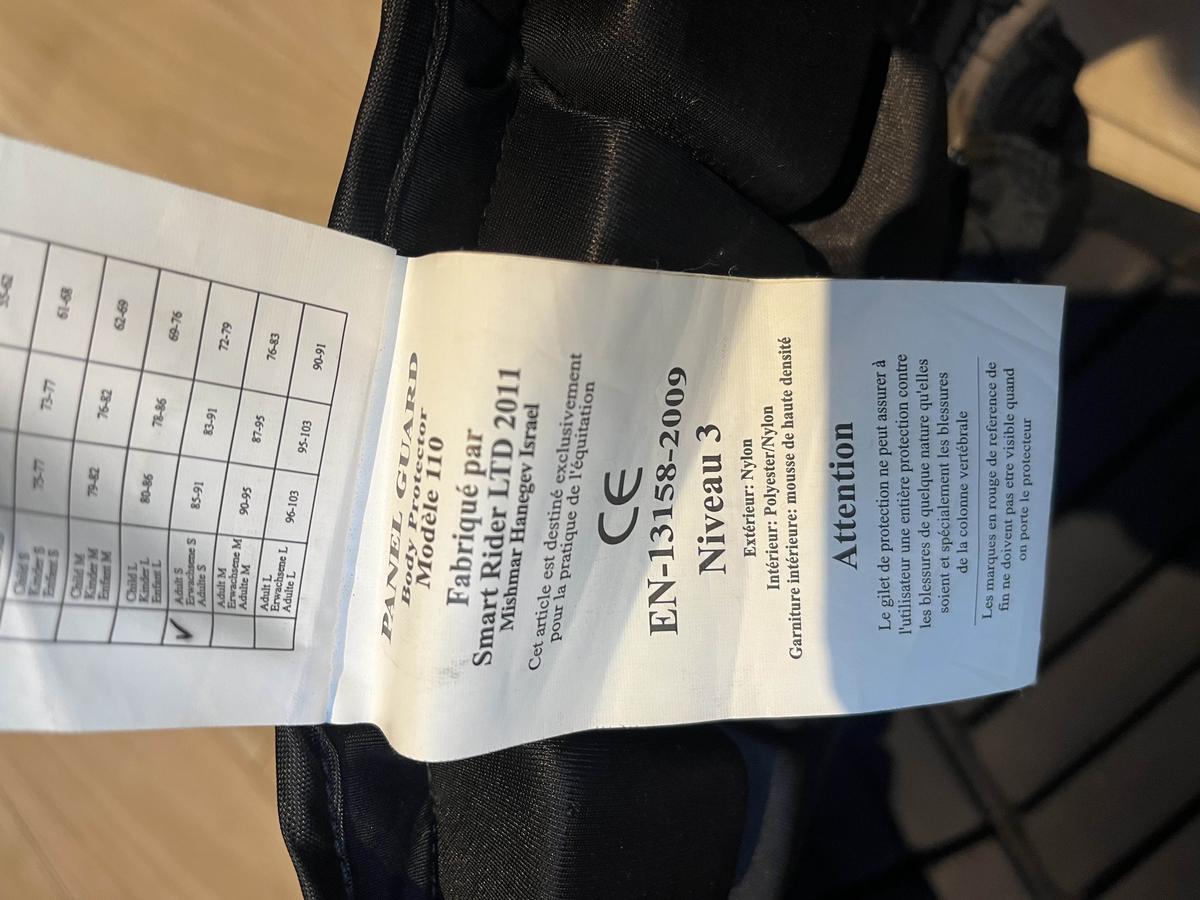 Child S 75-77 73-77 61-68
Kinder S
Enfant S
Child M 79-82 76-82 62-69
Kinder M
Enfant M
Child L 80-86 78-86 69-76
Kinder L
Enfant L
✓ Adult S 85-91 83-91 72-79
Erwachsene S
Adulte S
Adult M 90-95 87-95 76-83
Erwachsene M
Adulte M
Adult L 96-103 95-103 90-91
Erwachsene L
Adulte L
PANEL GUARD
Body Protector
Modèle 110
Fabriqué par
Smart Rider LTD 2011
Mishmar Hanegev Israel
Cet article est destiné exclusivement
pour la pratique de l'équitation
CE
EN-13158-2009
Niveau 3
Extérieur: Nylon
Intérieur: Polyester/Nylon
Garniture intérieure: mousse de haute densité
Attention
Le gilet de protection ne peut assurer à
l'utilisateur une entière protection contre
les blessures de quelque nature qu'elles
soient et spécialement les blessures
de la colonne vertébrale
Les marques en rouge de reference de
fin ne doivent pas etre visible quand
on porte le protecteur